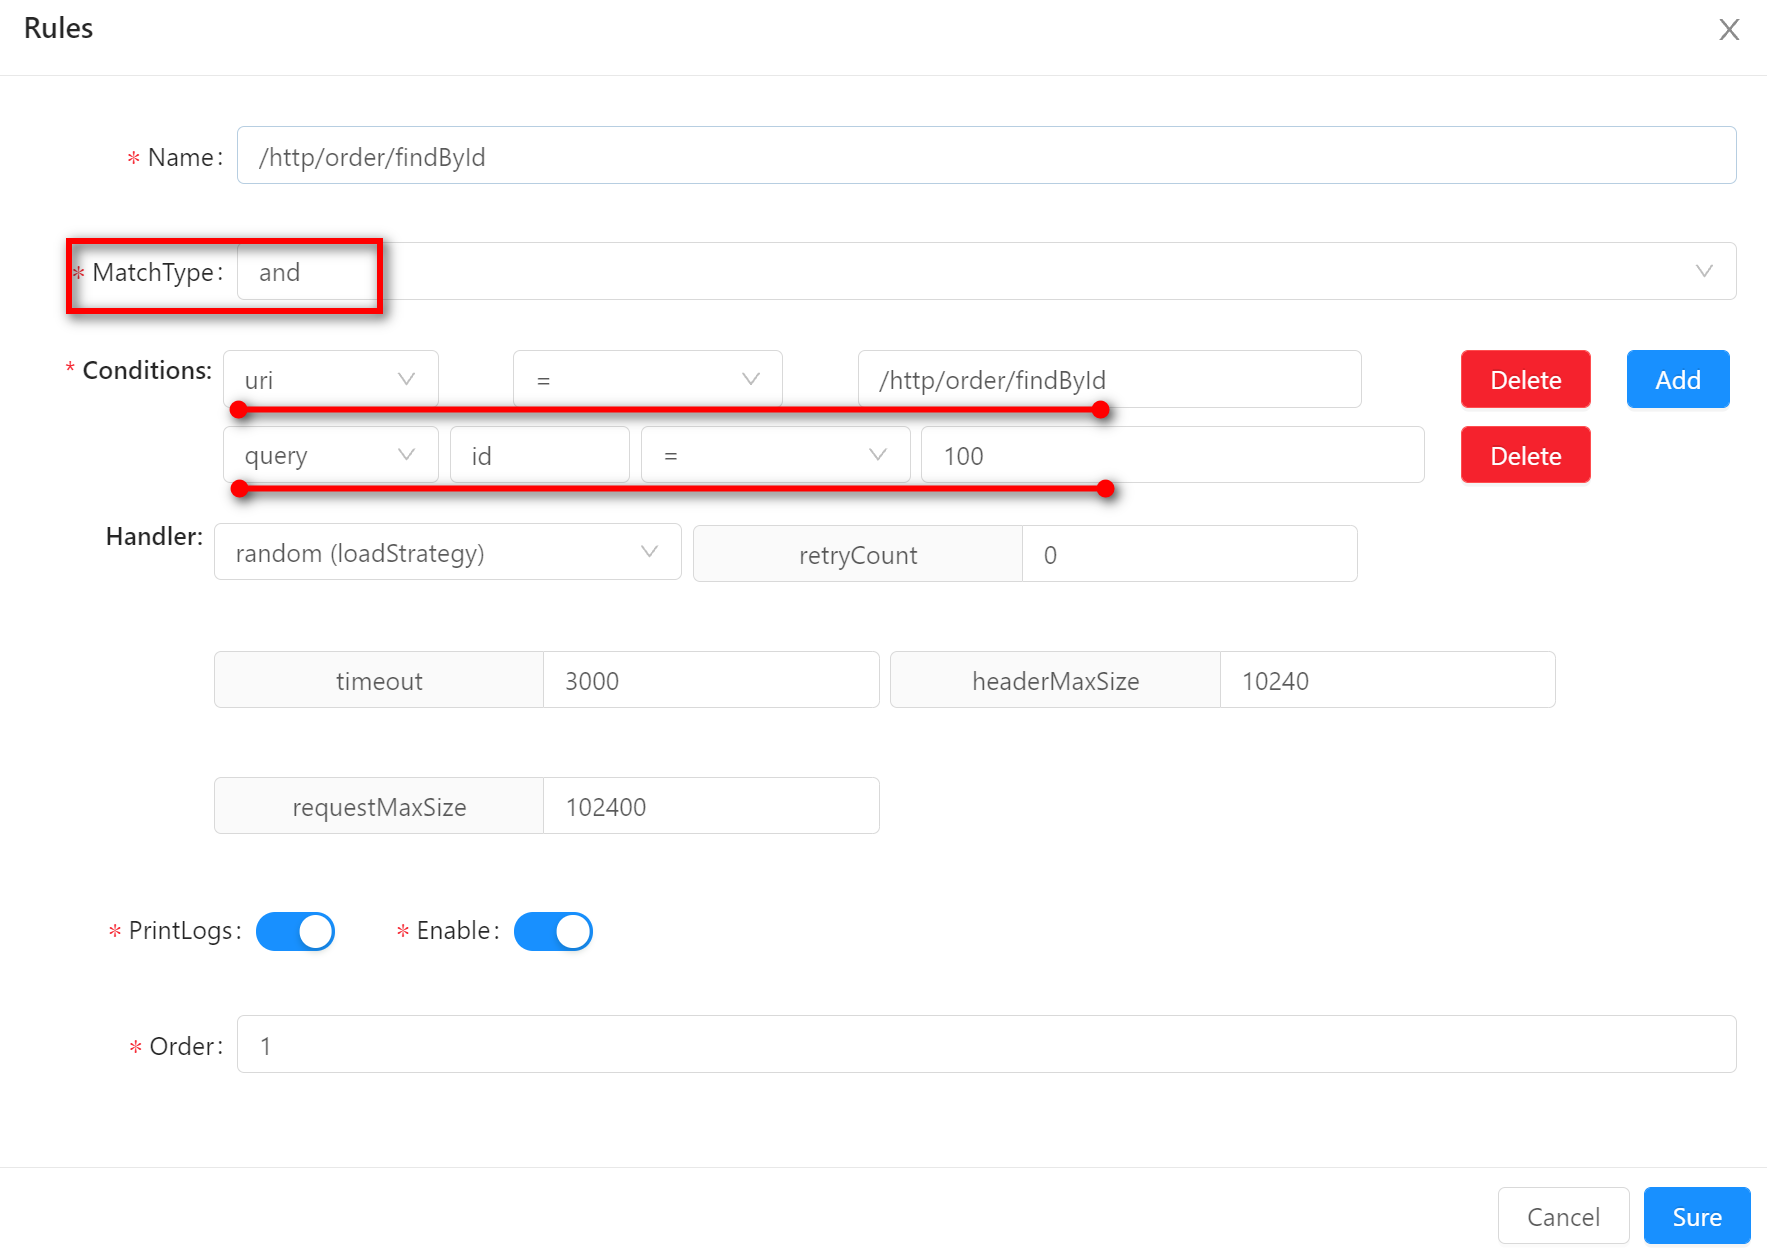 Rules
* Name: /http/order/findById
* MatchType: and
* Conditions: uri = /http/order/findById Delete Add
query id = 100 Delete
Handler: random (loadStrategy) retryCount 0
timeout 3000 headerMaxSize 10240
requestMaxSize 102400
* PrintLogs: * Enable:
* Order: 1
Cancel Sure